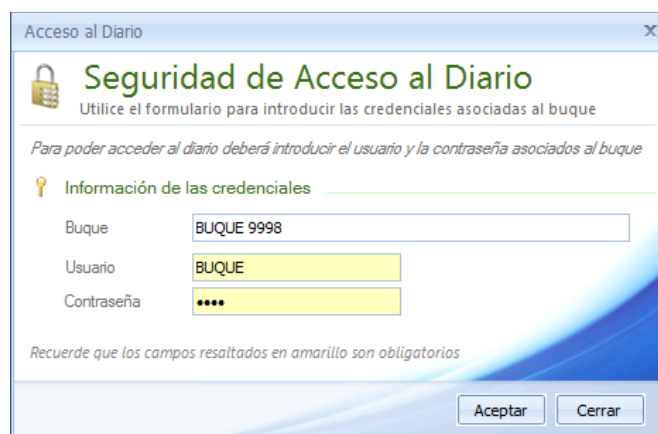 Acceso al Diario
X
Seguridad de Acceso al Diario
Utilice el formulario para introducir las credenciales asociadas al buque
Para poder acceder al diario deberá introducir el usuario y la contraseña asociados al buque
Información de las credenciales
Buque BUQUE 9998
Usuario BUQUE
Contraseña ••••
Recuerde que los campos resaltados en amarillo son obligatorios
Aceptar Cerrar